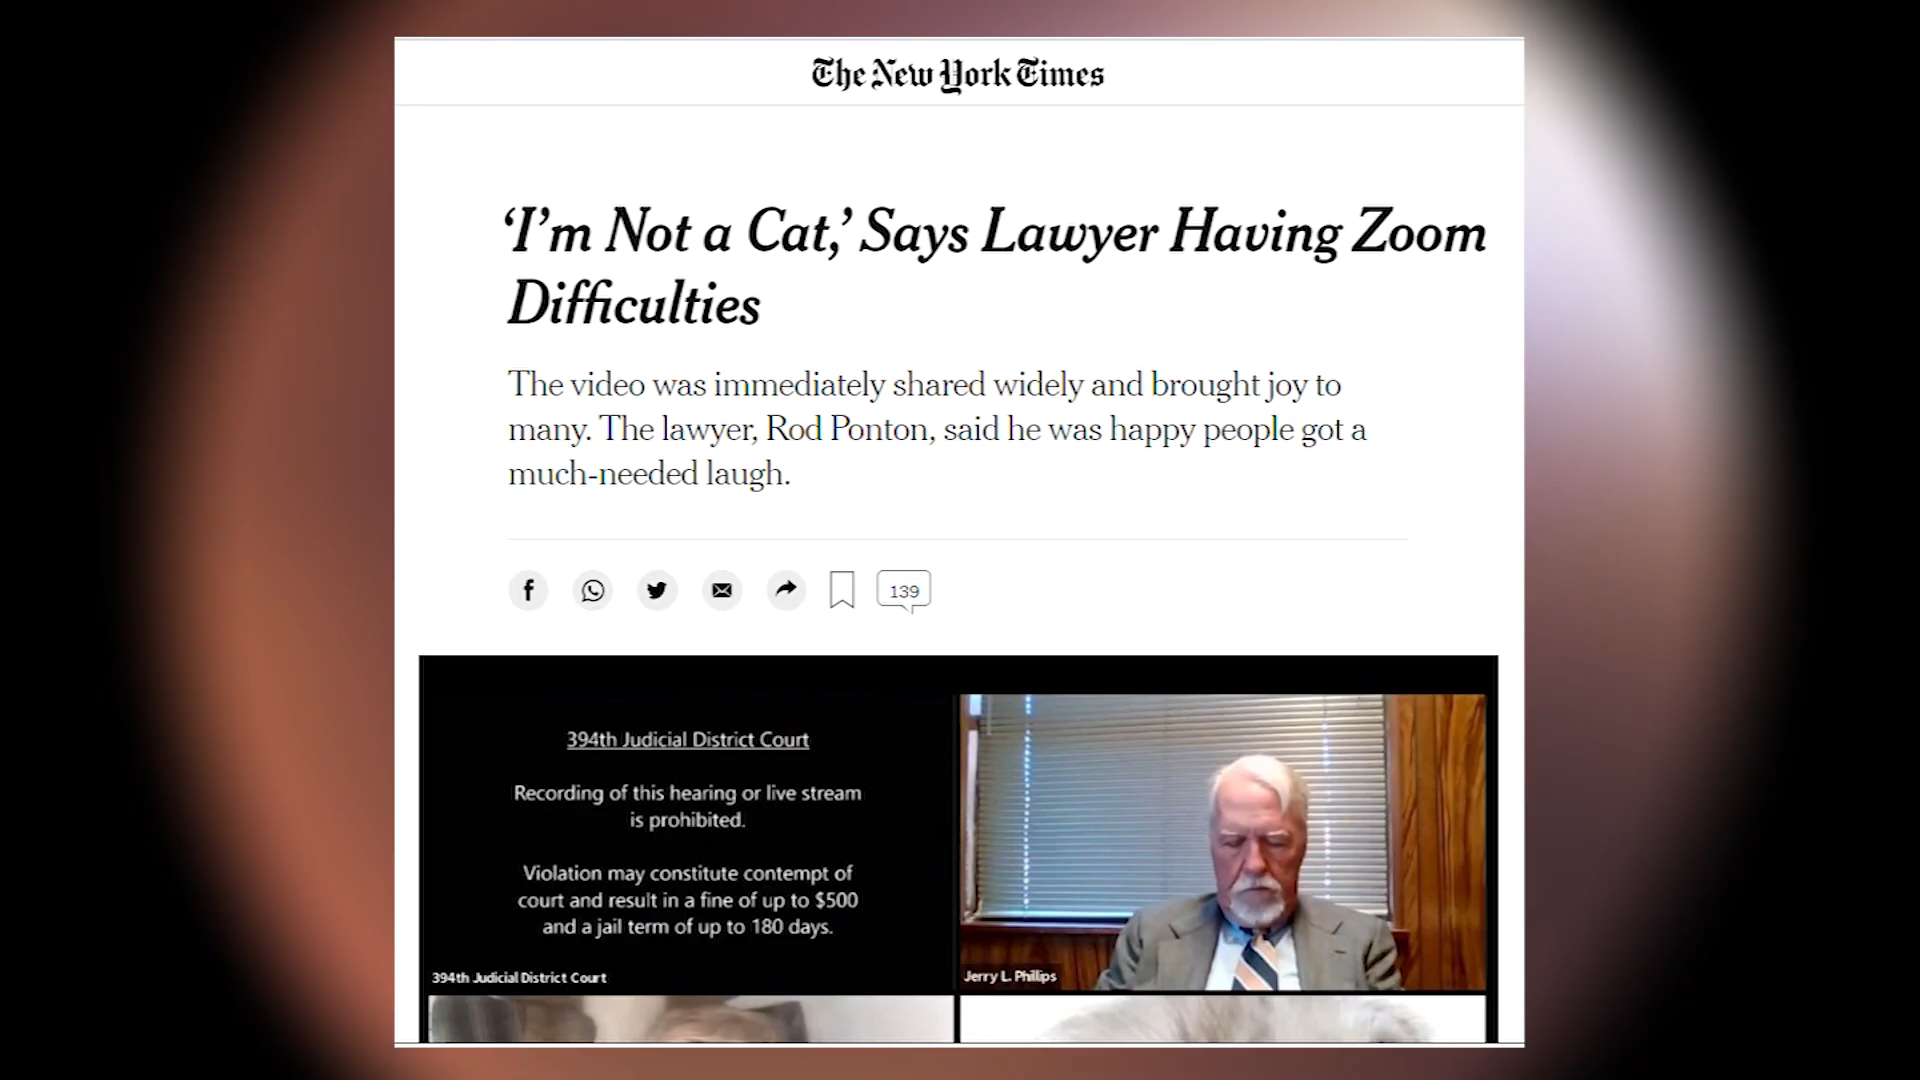 The New York Times
‘I’m Not a Cat,’ Says Lawyer Having Zoom
Difficulties
The video was immediately shared widely and brought joy to
many. The lawyer, Rod Ponton, said he was happy people got a
much-needed laugh.
139
394th Judicial District Court
Recording of this hearing or live stream
is prohibited.
Violation may constitute contempt of
court and result in a fine of up to $500
and a jail term of up to 180 days.
394th Judicial District Court
Jerry L. Phillips